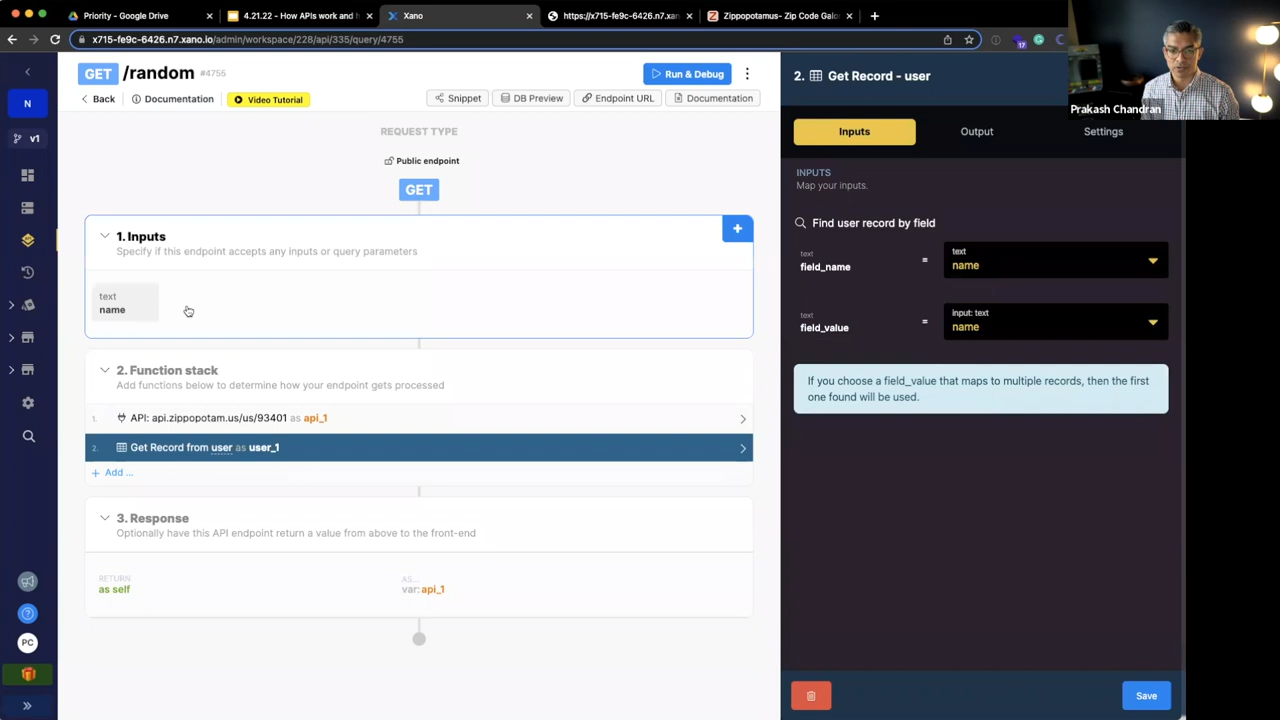 Priority - Google Drive
4.21.22 - How APIs work and h
Xano
https://x715-fe9c-6426.n7.xan
Zippopotamus- Zip Code Galo
x715-fe9c-6426.n7.xano.io/admin/workspace/228/api/335/query/4755
17
Prakash Chandran
N
v1
PC
GET /random #4755
Run & Debug
Back
Documentation
Video Tutorial
Snippet
DB Preview
Endpoint URL
Documentation
REQUEST TYPE
Public endpoint
GET
1. Inputs
Specify if this endpoint accepts any inputs or query parameters
text
name
2. Function stack
Add functions below to determine how your endpoint gets processed
1. API: api.zippopotam.us/us/93401 as api_1
2. Get Record from user as user_1
+ Add ...
3. Response
Optionally have this API endpoint return a value from above to the front-end
RETURN
as self
AS...
var: api_1
2. Get Record - user
Inputs
Output
Settings
INPUTS
Map your inputs.
Find user record by field
text
field_name
=
text
name
text
field_value
=
input: text
name
If you choose a field_value that maps to multiple records, then the first
one found will be used.
Save